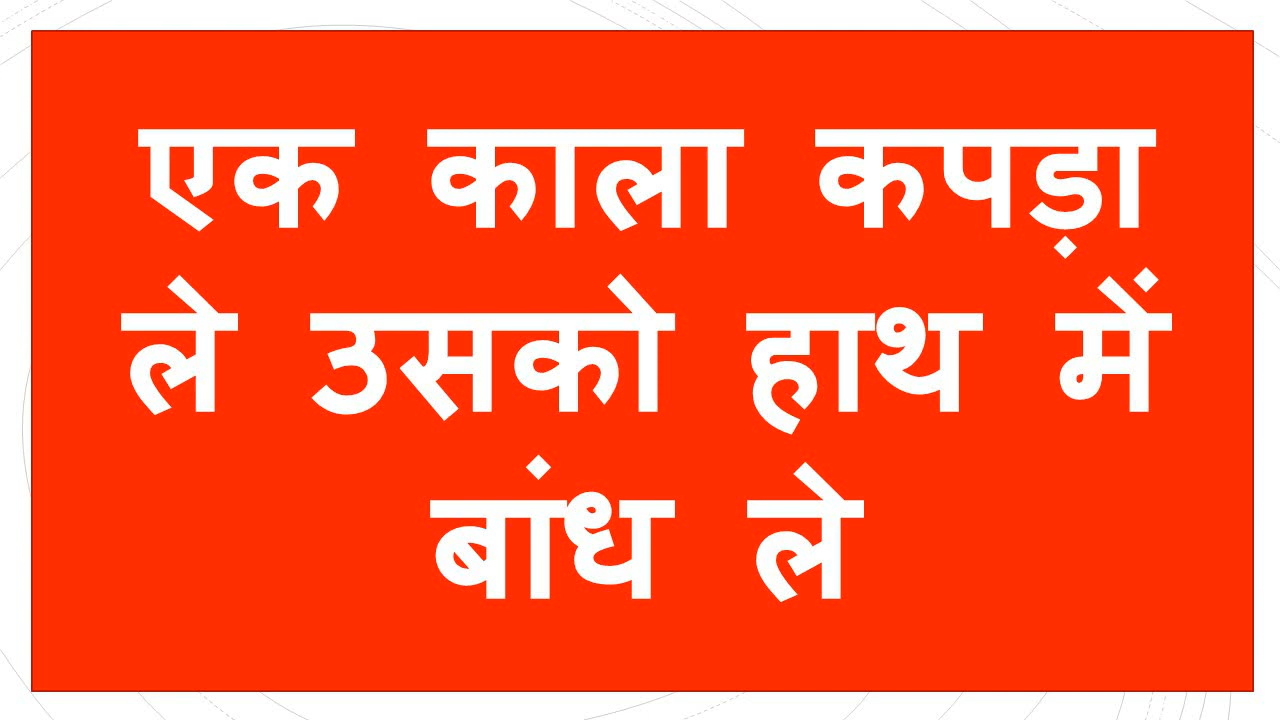 एक काला कपड़ा
ले उसको हाथ में
बांध ले